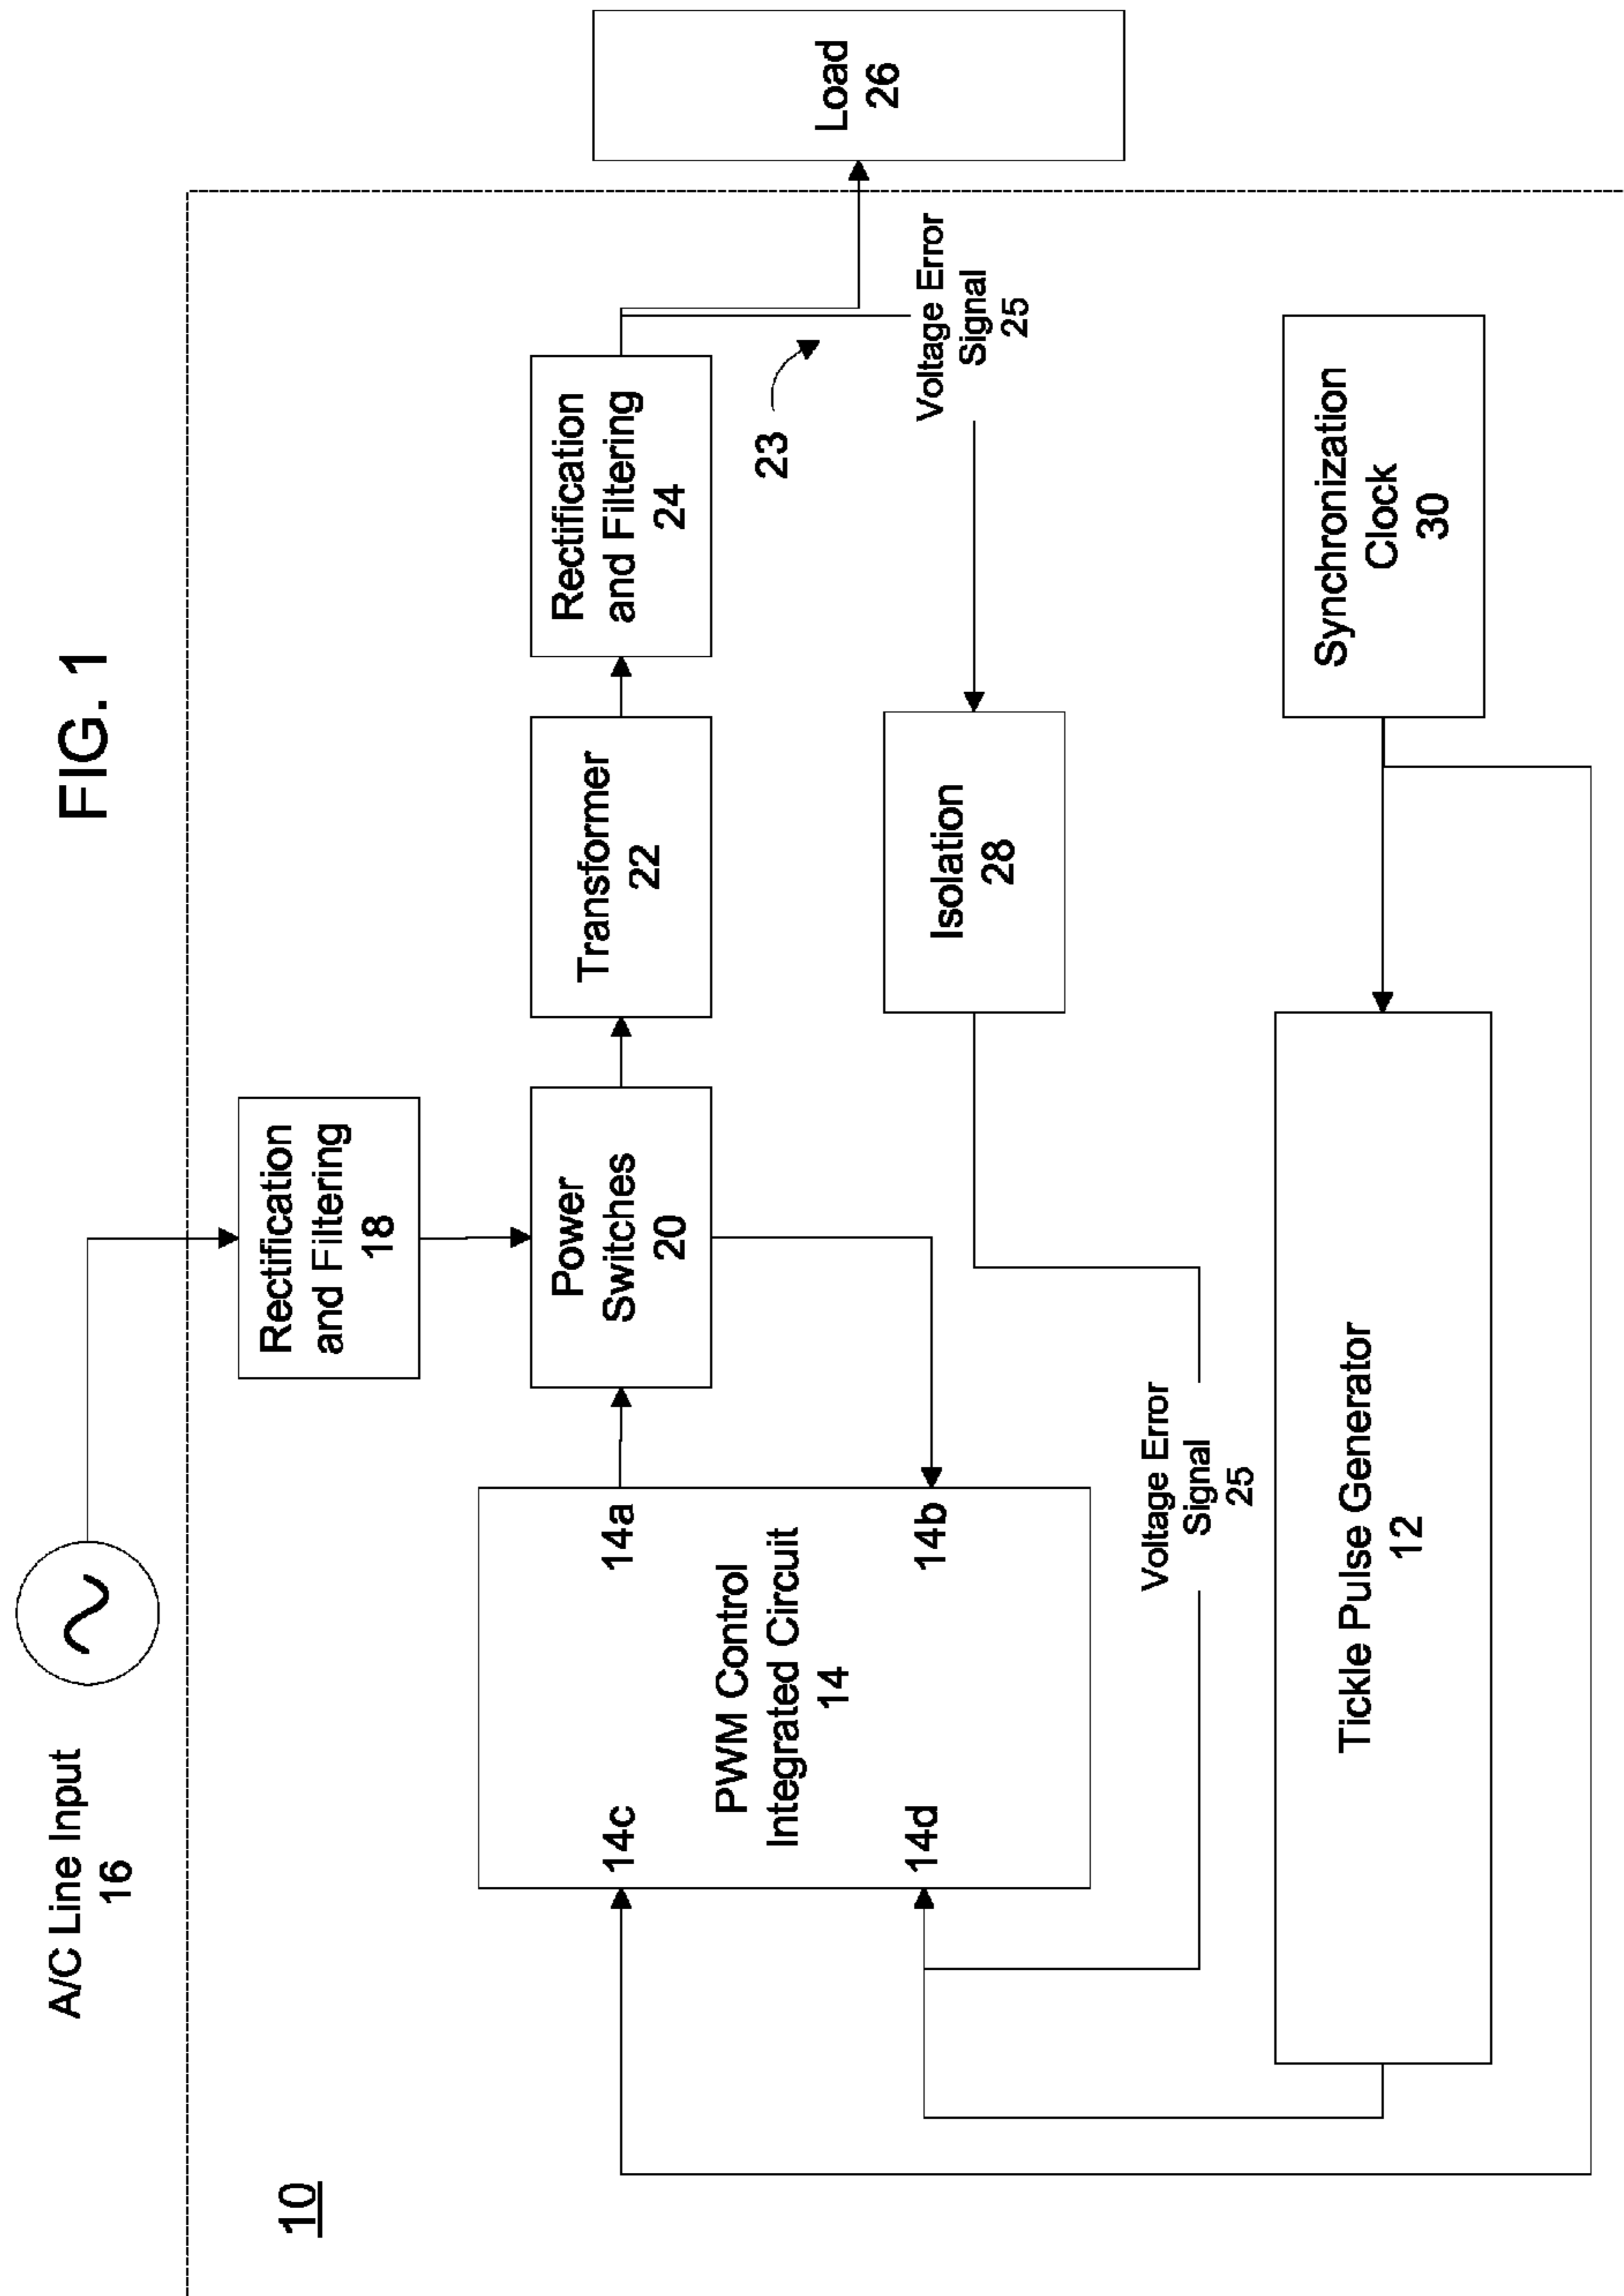 FIG. 1
A/C Line Input
16
10
Rectification
and Filtering
18
14c
14a
PWM Control
Integrated Circuit
14
14d
14b
Power
Switches
20
Transformer
22
Rectification
and Filtering
24
Load
26
23
Voltage Error
Signal
25
Isolation
28
Voltage Error
Signal
25
Tickle Pulse Generator
12
Synchronization
Clock
30